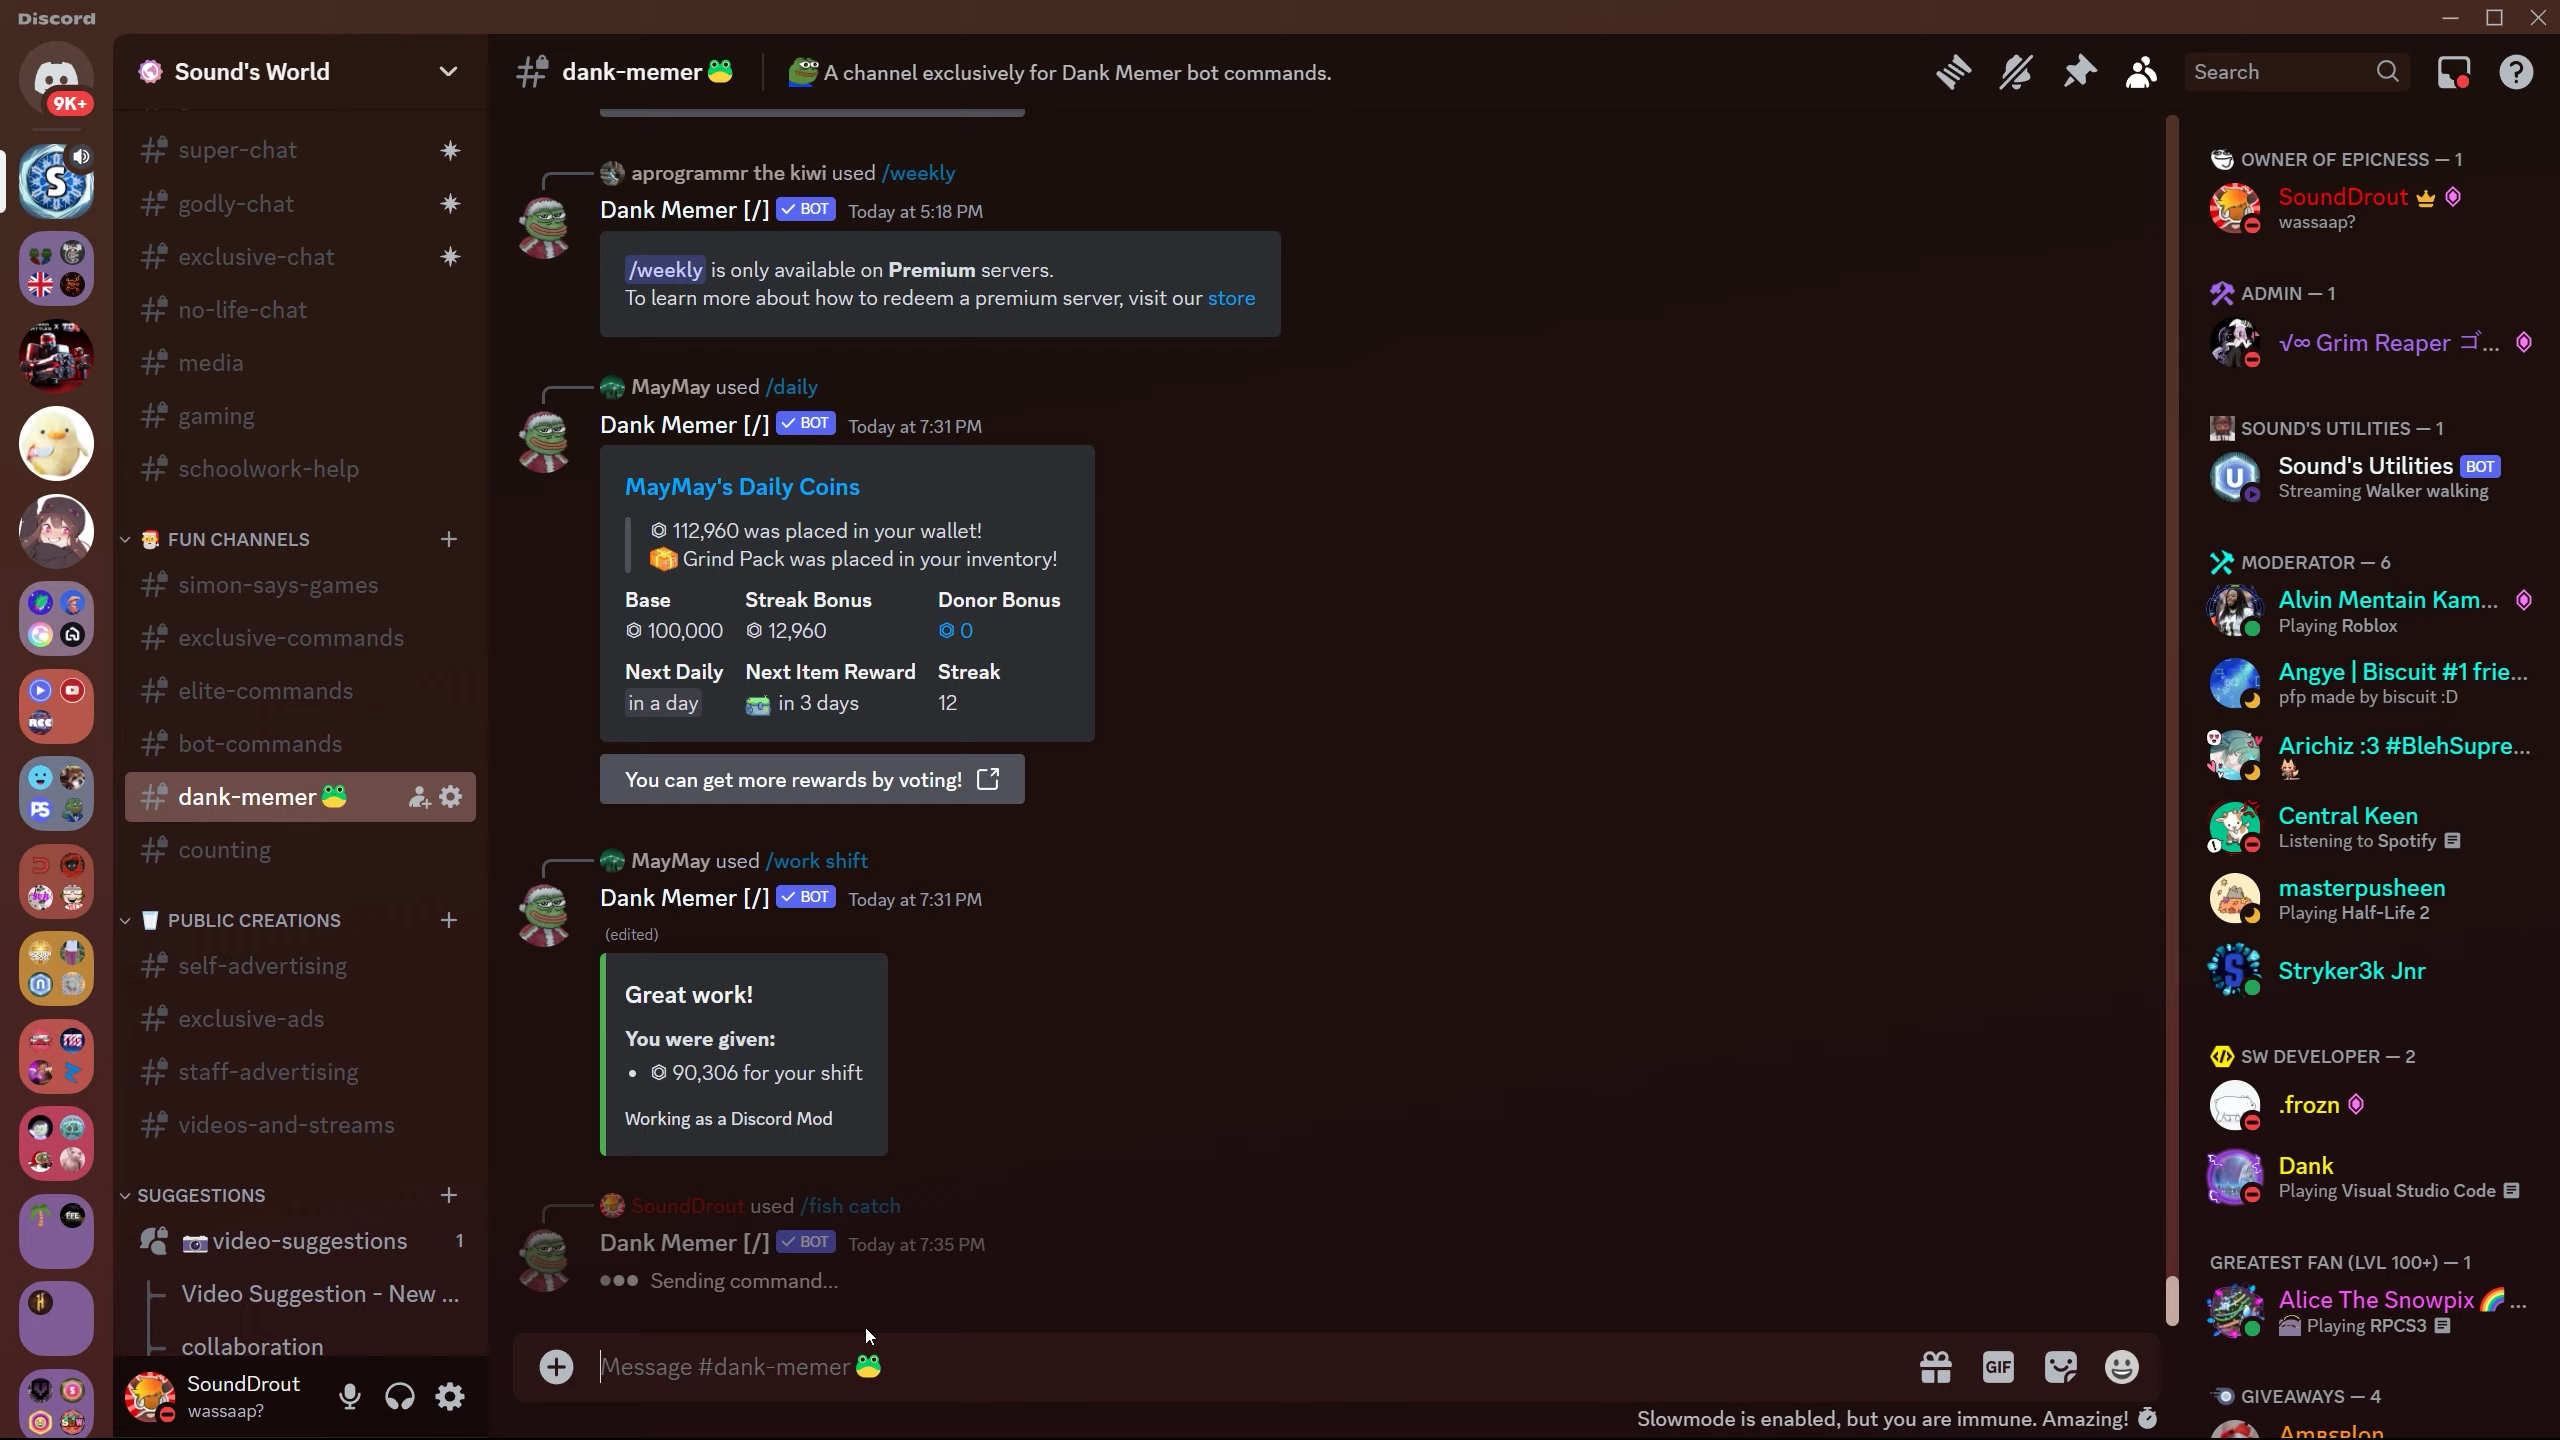 Discord
9K+
Sound's World
super-chat
godly-chat
exclusive-chat
no-life-chat
media
gaming
schoolwork-help
FUN CHANNELS
simon-says-games
exclusive-commands
elite-commands
bot-commands
dank-memer
counting
PUBLIC CREATIONS
self-advertising
exclusive-ads
staff-advertising
videos-and-streams
SUGGESTIONS
video-suggestions 1
Video Suggestion - New ...
collaboration
SoundDrout
wassaap?
dank-memer
A channel exclusively for Dank Memer bot commands.
Search
aprogrammr the kiwi used /weekly
Dank Memer [/] BOT Today at 5:18 PM
/weekly is only available on Premium servers.
To learn more about how to redeem a premium server, visit our store
MayMay used /daily
Dank Memer [/] BOT Today at 7:31 PM
MayMay's Daily Coins
112,960 was placed in your wallet!
Grind Pack was placed in your inventory!
Base Streak Bonus Donor Bonus
100,000 12,960 0
Next Daily Next Item Reward Streak
in a day in 3 days 12
You can get more rewards by voting!
MayMay used /work shift
Dank Memer [/] BOT Today at 7:31 PM
(edited)
Great work!
You were given:
• 90,306 for your shift
Working as a Discord Mod
SoundDrout used /fish catch
Dank Memer [/] BOT Today at 7:35 PM
Sending command...
Message #dank-memer
GIF
Slowmode is enabled, but you are immune. Amazing!
OWNER OF EPICNESS — 1
SoundDrout
wassaap?
ADMIN — 1
√∞ Grim Reaper ゴ...
SOUND'S UTILITIES — 1
Sound's Utilities BOT
Streaming Walker walking
MODERATOR — 6
Alvin Mentain Kam...
Playing Roblox
Angye | Biscuit #1 frie...
pfp made by biscuit :D
Arichiz :3 #BlehSupre...
Central Keen
Listening to Spotify
masterpusheen
Playing Half-Life 2
Stryker3k Jnr
SW DEVELOPER — 2
.frozn
Dank
Playing Visual Studio Code
GREATEST FAN (LVL 100+) — 1
Alice The Snowpix ...
Playing RPCS3
GIVEAWAYS — 4